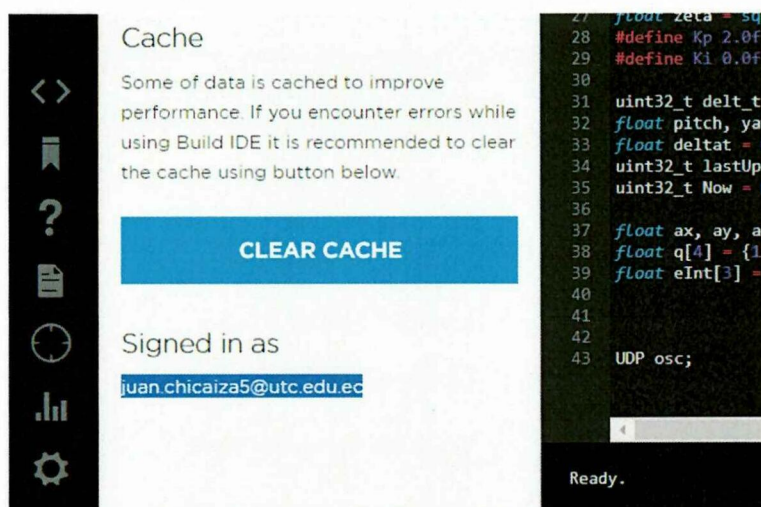 Cache
Some of data is cached to improve
performance. If you encounter errors while
using Build IDE it is recommended to clear
the cache using button below.
CLEAR CACHE
Signed in as
juan.chicaiza5@utc.edu.ec
27 float zeta = sq
28 #define Kp 2.0f
29 #define Ki 0.0f
30
31 uint32_t delt_t
32 float pitch, ya
33 float deltat =
34 uint32_t lastUp
35 uint32_t Now =
36
37 float ax, ay, a
38 float q[4] = {1
39 float eInt[3] =
40
41
42
43 UDP osc;
Ready.